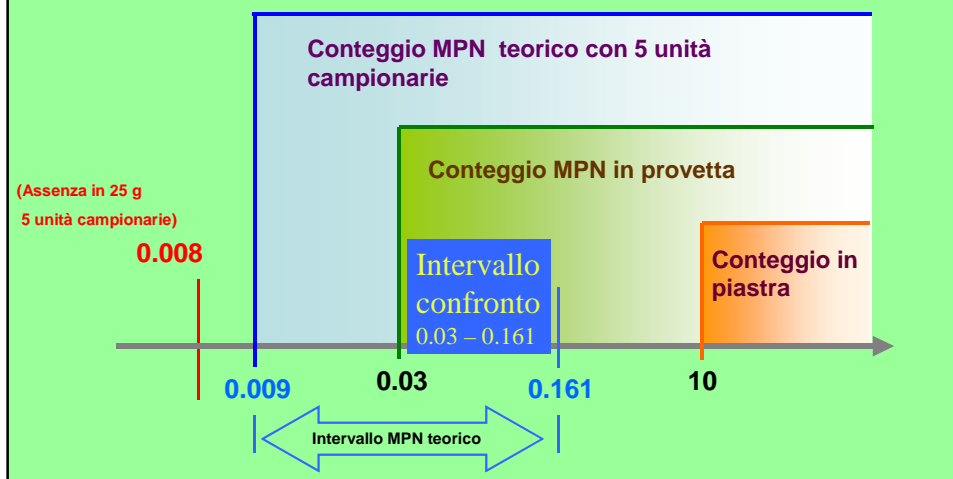 Conteggio MPN teorico con 5 unità
campionarie
Conteggio MPN in provetta
(Assenza in 25 g
5 unità campionarie)
0.008
Intervallo
confronto
0.03 – 0.161
Conteggio in
piastra
0.009
0.03
0.161
10
Intervallo MPN teorico